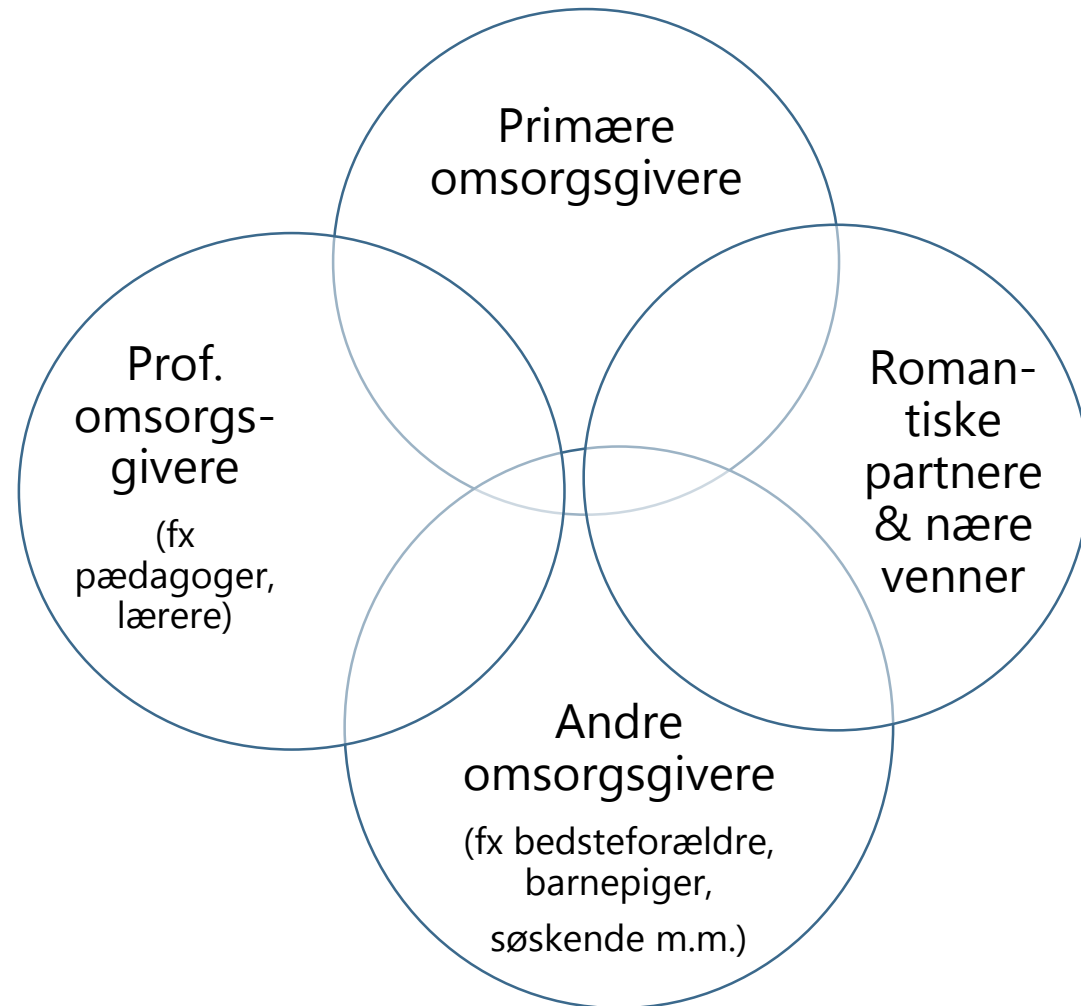 Primære
omsorgsgivere
Prof.
omsorgs-
givere
(fx
pædagoger,
lærere)
Roman-
tiske
partnere
& nære
venner
Andre
omsorgsgivere
(fx bedsteforældre,
barnepiger,
søskende m.m.)